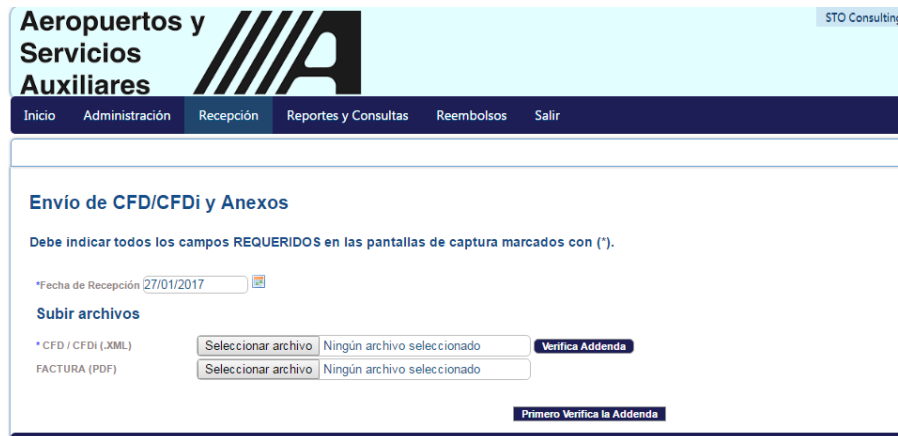 Aeropuertos y
Servicios
Auxiliares
STO Consulting
Inicio Administración Recepción Reportes y Consultas Reembolsos Salir
Envío de CFD/CFDi y Anexos
Debe indicar todos los campos REQUERIDOS en las pantallas de captura marcados con (*).
*Fecha de Recepción 27/01/2017
Subir archivos
* CFD / CFDi (.XML) Seleccionar archivo Ningún archivo seleccionado Verifica Addenda
FACTURA (PDF) Seleccionar archivo Ningún archivo seleccionado
Primero Verifica la Addenda